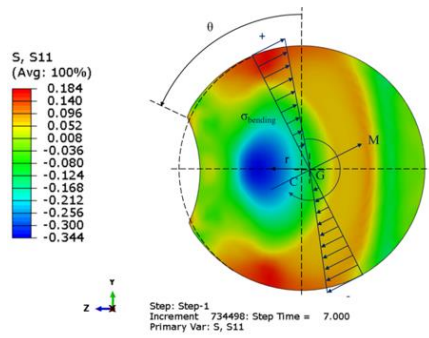 S, S11
(Avg: 100%)
0.184
0.140
0.096
0.052
0.008
-0.036
-0.080
-0.124
-0.168
-0.212
-0.256
-0.300
-0.344
θ
+
σbending
M
r
G
C
-
Y
Z
Step: Step-1
Increment 734498: Step Time = 7.000
Primary Var: S, S11